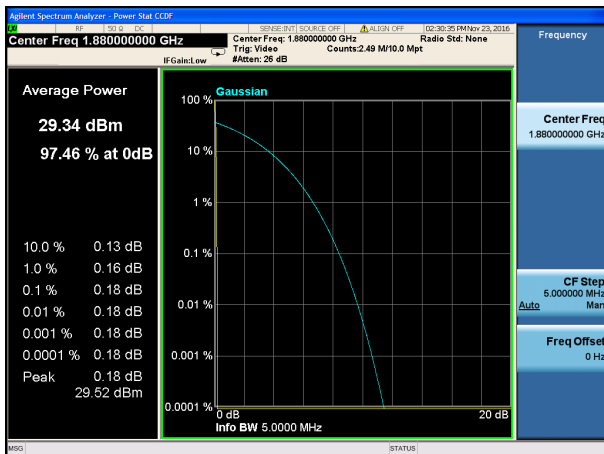 Agilent Spectrum Analyzer - Power Stat CCDF
RF 50 Ω DC SENSE:INT SOURCE OFF ALIGN OFF 02:30:35 PM Nov 23, 2016
Center Freq 1.880000000 GHz
Center Freq: 1.880000000 GHz Radio Std: None
Trig: Video Counts:2.49 M/10.0 Mpt
IFGain:Low #Atten: 26 dB
Frequency
Average Power
29.34 dBm
97.46 % at 0dB
10.0 % 0.13 dB
1.0 % 0.16 dB
0.1 % 0.18 dB
0.01 % 0.18 dB
0.001 % 0.18 dB
0.0001 % 0.18 dB
Peak 0.18 dB
29.52 dBm
Gaussian
100 %
10 %
1 %
0.1 %
0.01 %
0.001 %
0.0001 %
0 dB 20 dB
Info BW 5.0000 MHz
Center Freq
1.880000000 GHz
CF Step
5.000000 MHz
Auto Man
Freq Offset
0 Hz
MSG STATUS